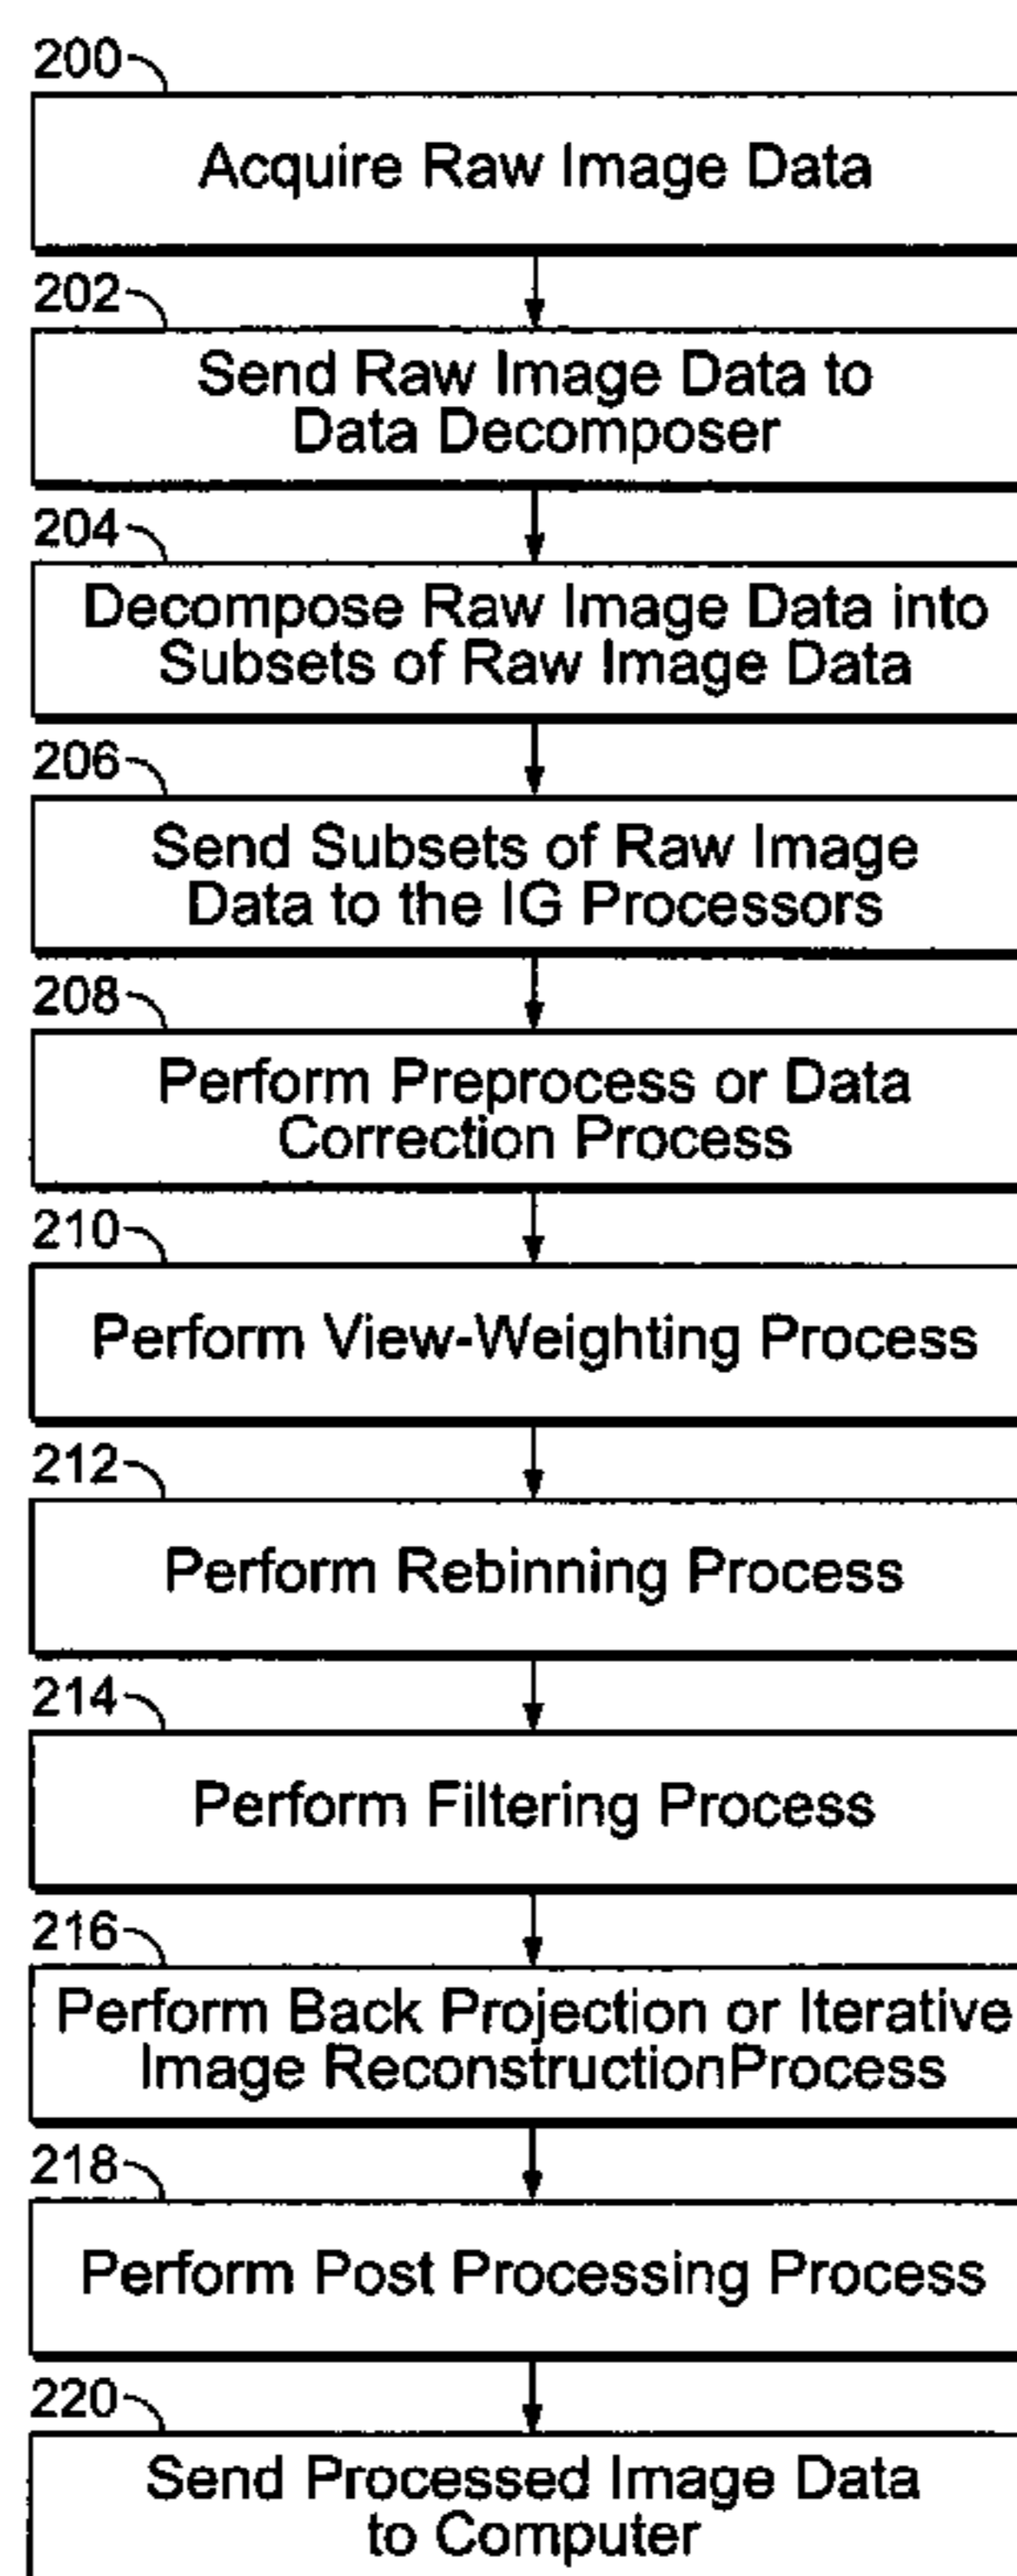 200
Acquire Raw Image Data
202
Send Raw Image Data to
Data Decomposer
204
Decompose Raw Image Data into
Subsets of Raw Image Data
206
Send Subsets of Raw Image
Data to the IG Processors
208
Perform Preprocess or Data
Correction Process
210
Perform View-Weighting Process
212
Perform Rebinning Process
214
Perform Filtering Process
216
Perform Back Projection or Iterative
Image ReconstructionProcess
218
Perform Post Processing Process
220
Send Processed Image Data
to Computer